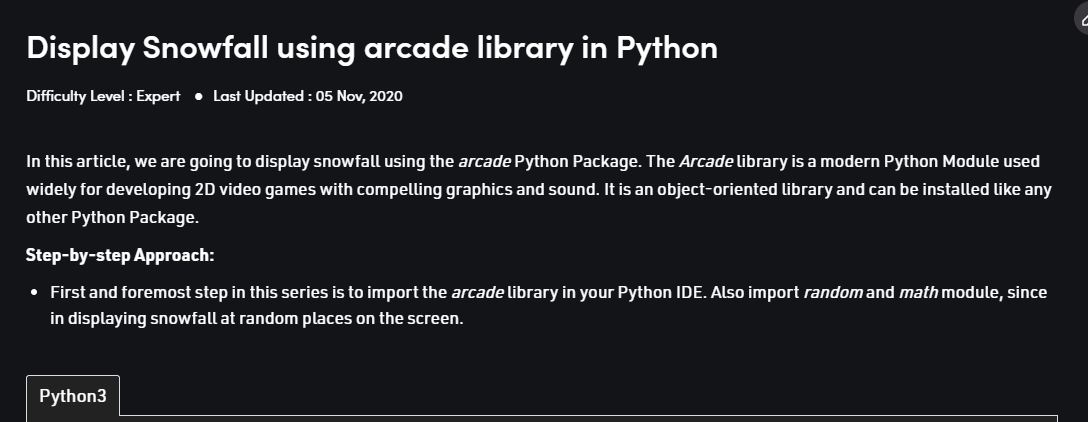 Display Snowfall using arcade library in Python
Difficulty Level : Expert ● Last Updated : 05 Nov, 2020
In this article, we are going to display snowfall using the arcade Python Package. The Arcade library is a modern Python Module used
widely for developing 2D video games with compelling graphics and sound. It is an object-oriented library and can be installed like any
other Python Package.
Step-by-step Approach:
• First and foremost step in this series is to import the arcade library in your Python IDE. Also import random and math module, since
in displaying snowfall at random places on the screen.
Python3